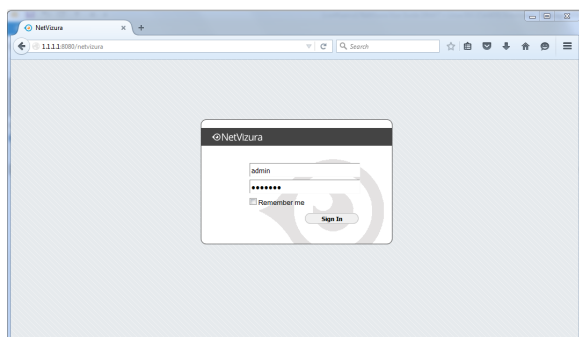 NetVizura
1.1.1.1:8080/netvizura
Search
NetVizura
admin
•••••••
Remember me
Sign In